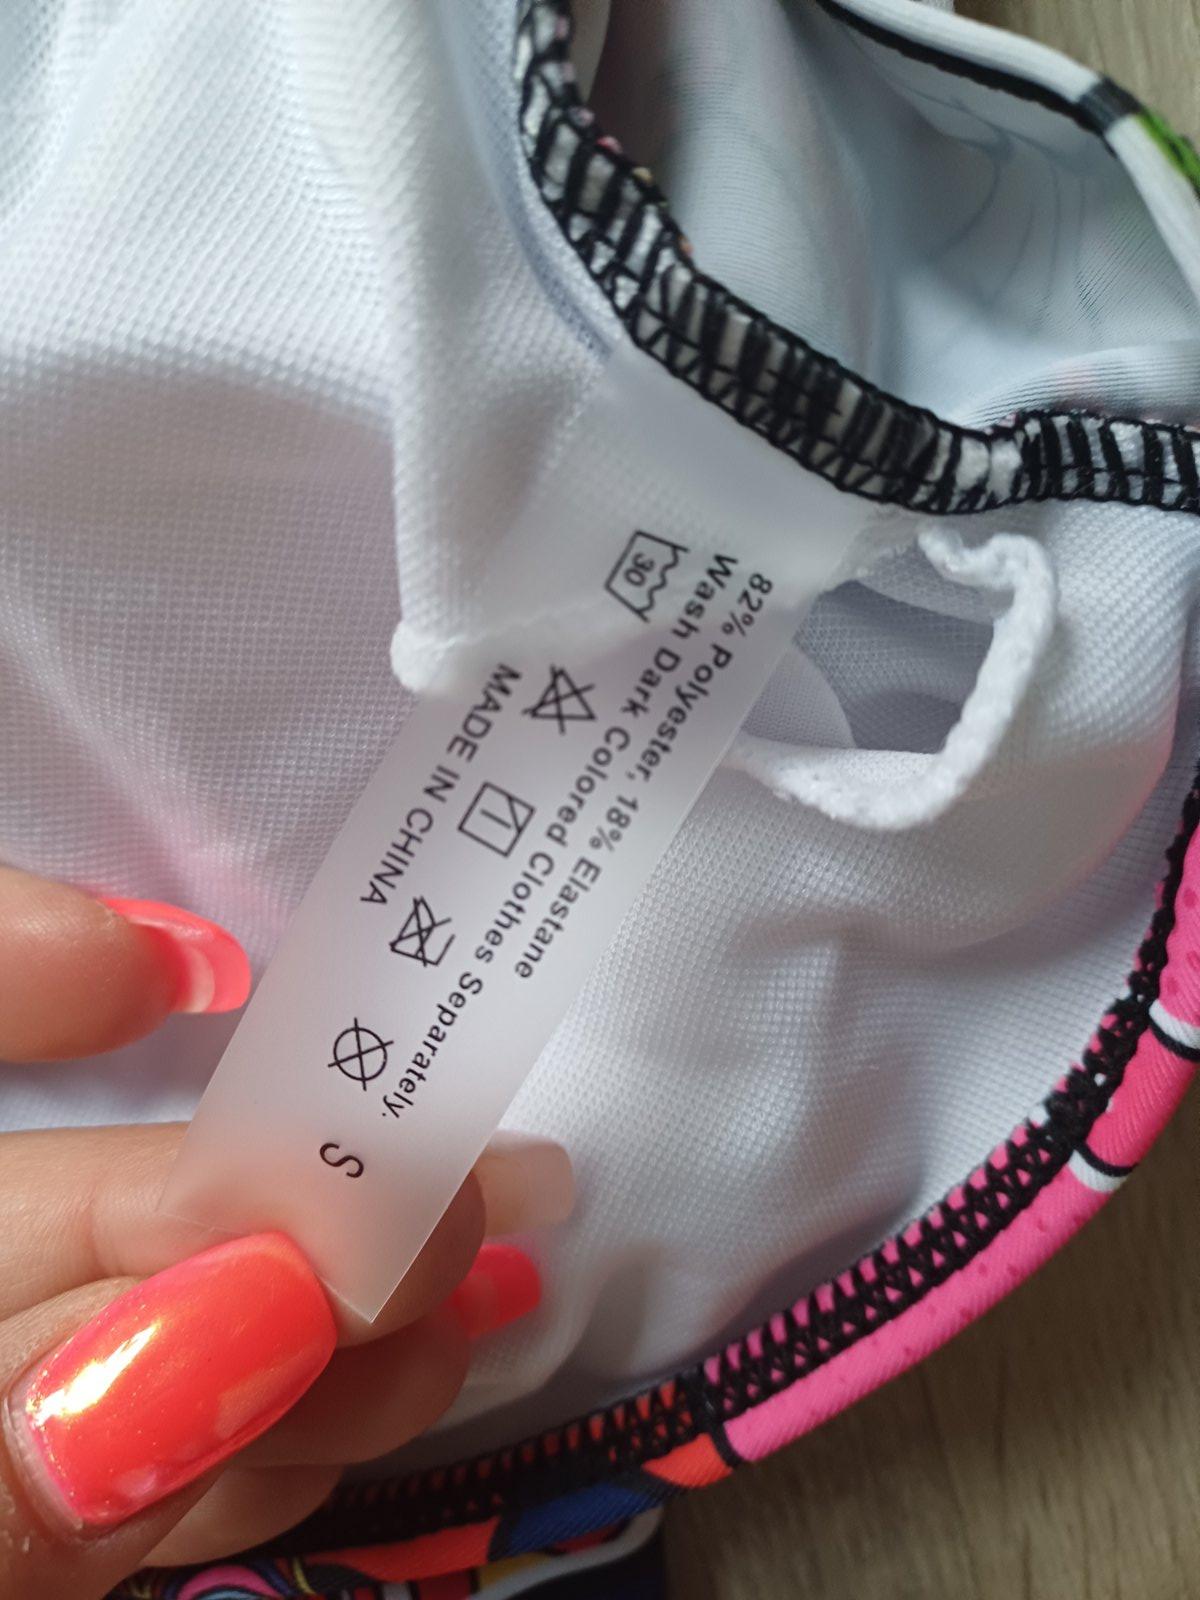 82% Polyester, 18% Elastane
Wash Dark Colored Clothes Separately.
30
MADE IN CHINA
S